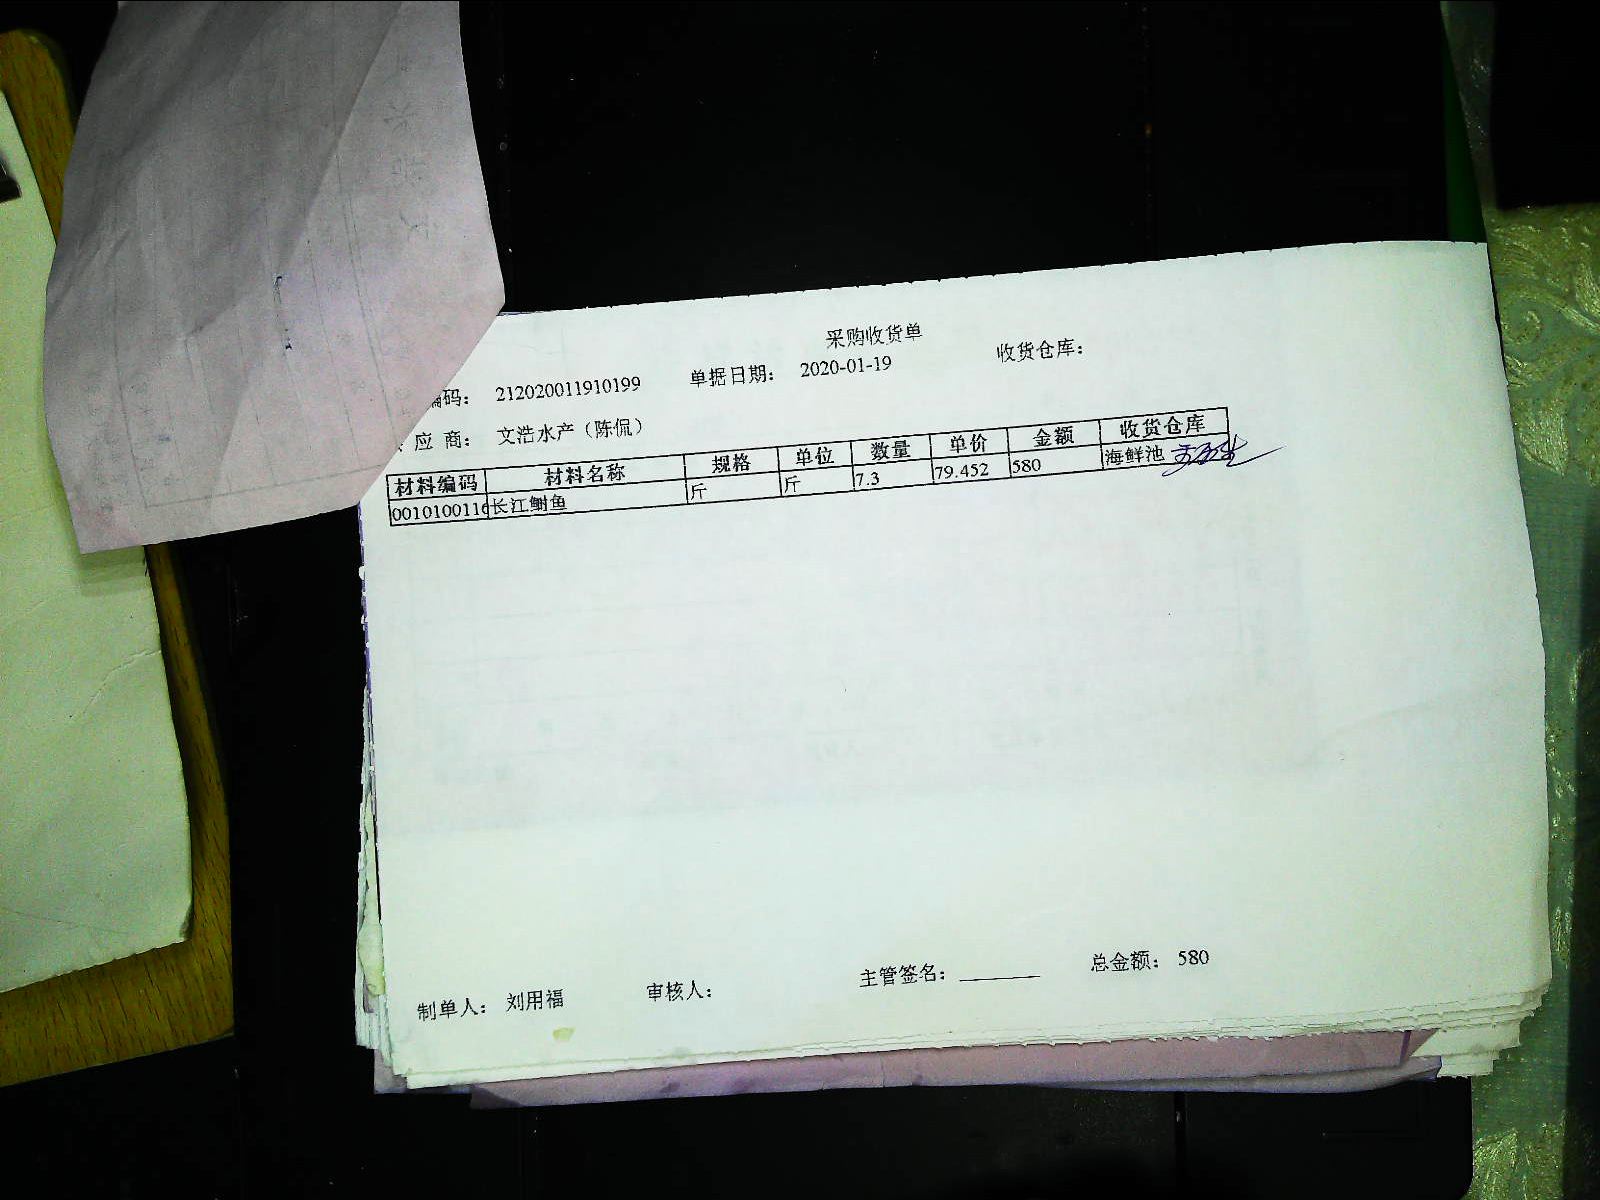 采购收货单
编码： 212020011910199 单据日期： 2020-01-19 收货仓库：
应 商： 文浩水产（陈侃）
材料编码 材料名称 规格 单位 数量 单价 金额 收货仓库
0010100110 长江鮰鱼 斤 斤 7.3 79.452 580 海鲜池
制单人： 刘用福 审核人： 主管签名： ________ 总金额： 580